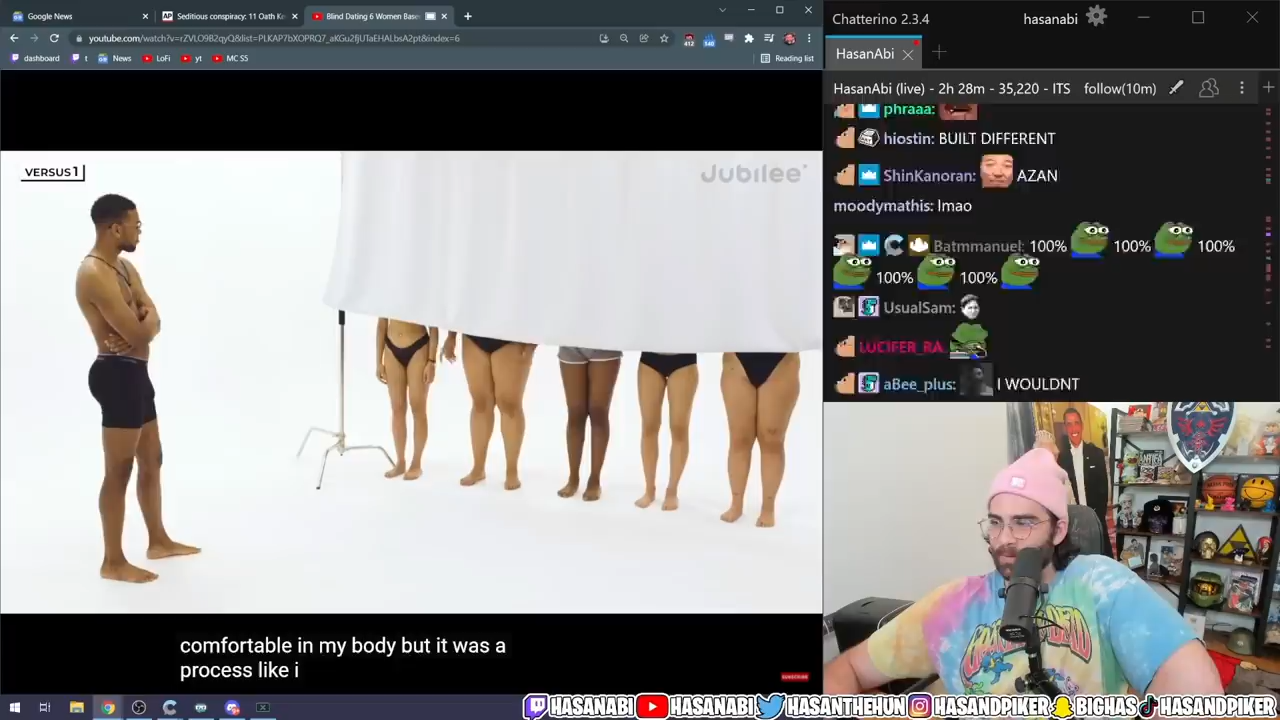 Google News
Seditious conspiracy: 11 Oath Ke
Blind Dating 6 Women Base
youtube.com/watch?v=rZVLO9B2qyQ&list=PLKAP7bXOPRQ7_aKGu2fjUTaEHALbsA2pt&index=6
412
140
dashboard
t
News
LoFi
yt
MC SS
Reading list
VERSUS 1
Jubilee
comfortable in my body but it was a
process like i
SUBSCRIBE
Chatterino 2.3.4
hasanabi
HasanAbi
HasanAbi (live) - 2h 28m - 35,220 - ITS
follow(10m)
phraaa:
hiostin: BUILT DIFFERENT
ShinKanoran: AZAN
moodymathis: lmao
Batmmanuel: 100% 100% 100%
100% 100%
UsualSam:
LUCIFER_RA
aBee_plus: I WOULDNT
HASANABI HASANABI HASANTHEHUN HASANDPIKER BIGHAS HASANDPIKER